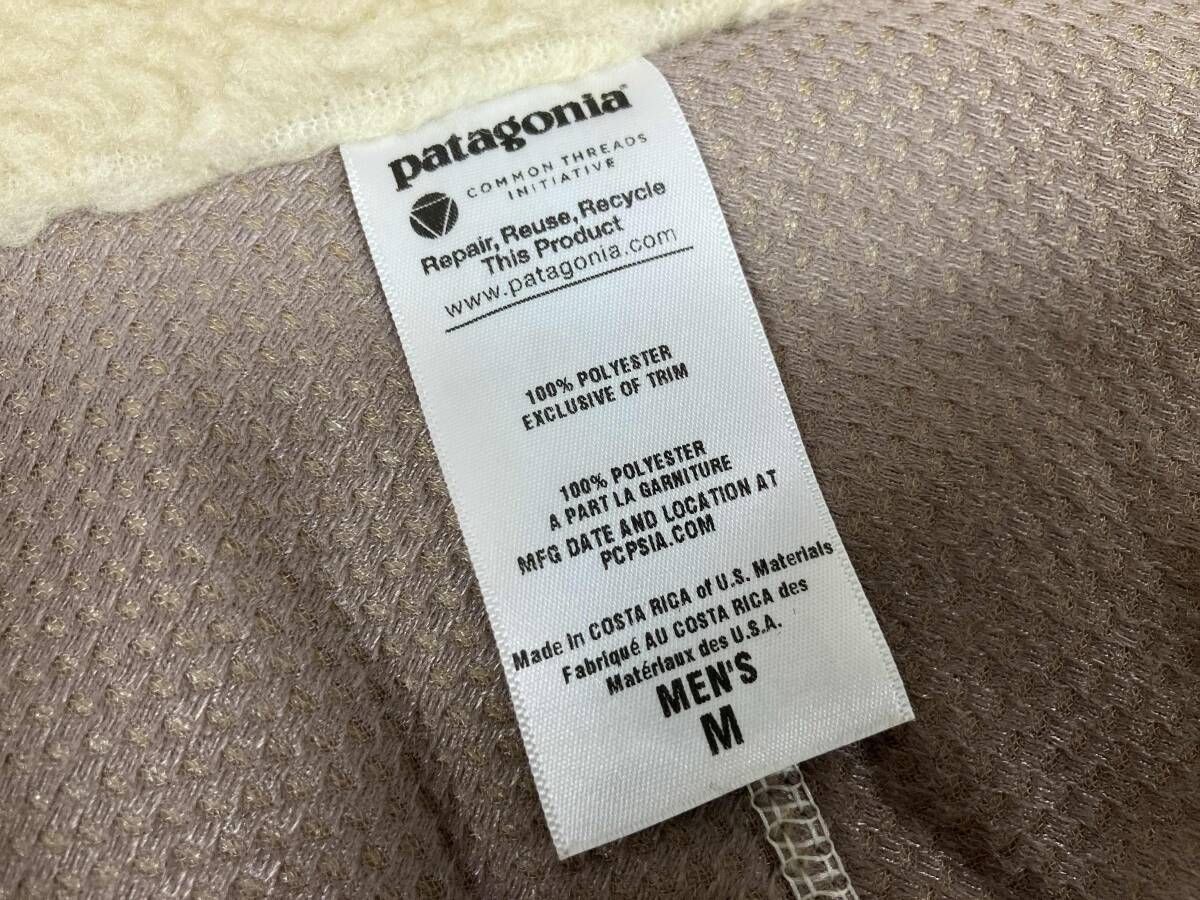 patagonia
COMMON THREADS
INITIATIVE
Repair, Reuse, Recycle
This Product
www.patagonia.com
100% POLYESTER
EXCLUSIVE OF TRIM
100% POLYESTER
A PART LA GARNITURE
MFG DATE AND LOCATION AT
PCPSIA.COM
Made in COSTA RICA of U.S. Materials
Fabriqué AU COSTA RICA des
Matériaux des U.S.A.
MEN'S
M